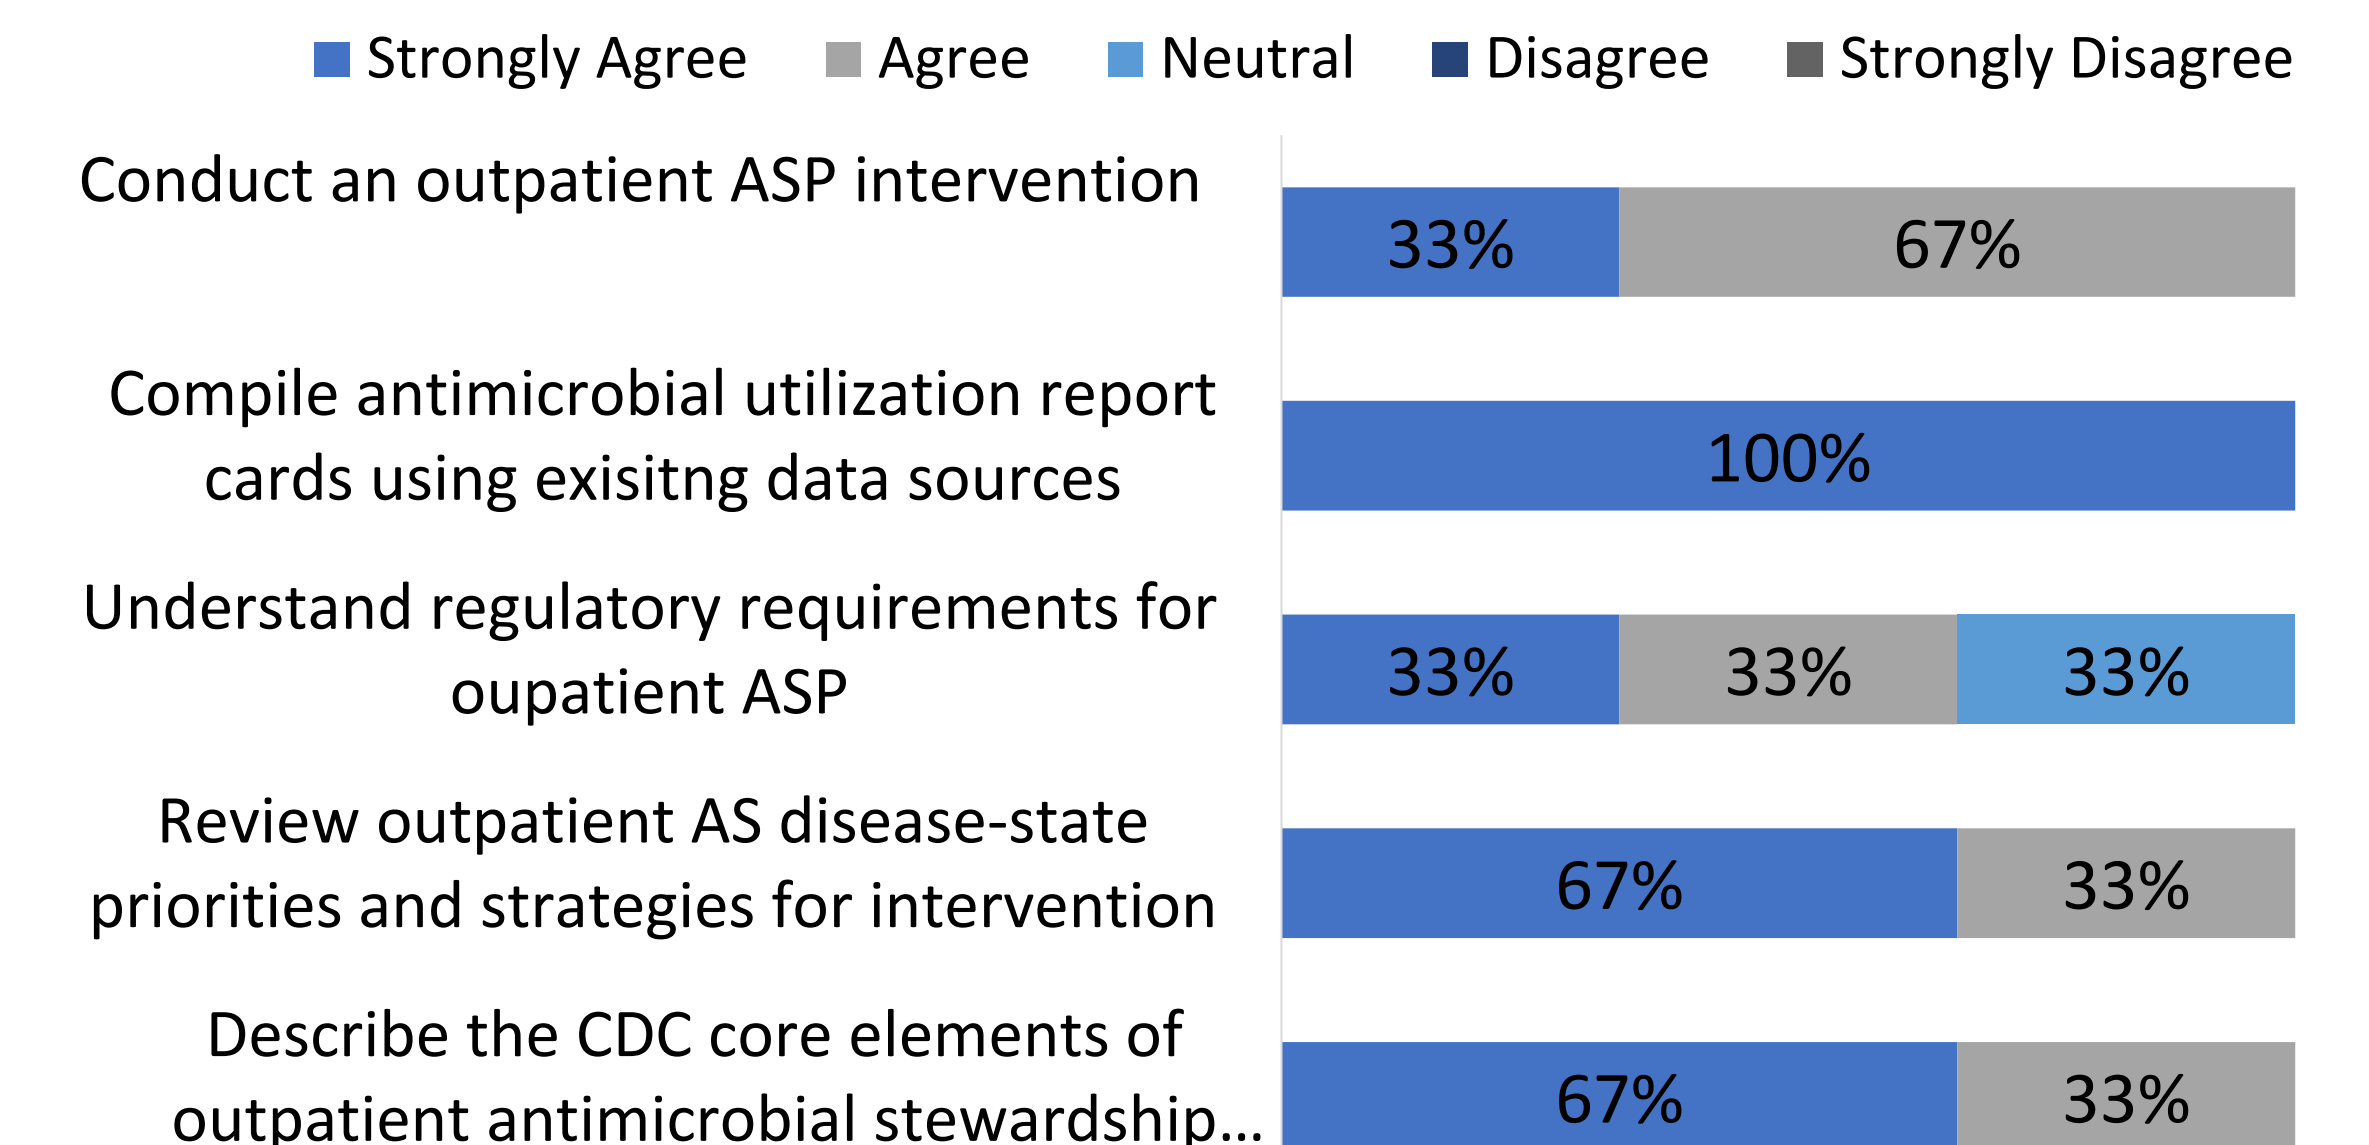 Strongly Agree Agree Neutral Disagree Strongly Disagree
Conduct an outpatient ASP intervention
33% 67%
Compile antimicrobial utilization report
cards using exisitng data sources
100%
Understand regulatory requirements for
oupatient ASP
33% 33% 33%
Review outpatient AS disease-state
priorities and strategies for intervention
67% 33%
Describe the CDC core elements of
outpatient antimicrobial stewardship...
67% 33%